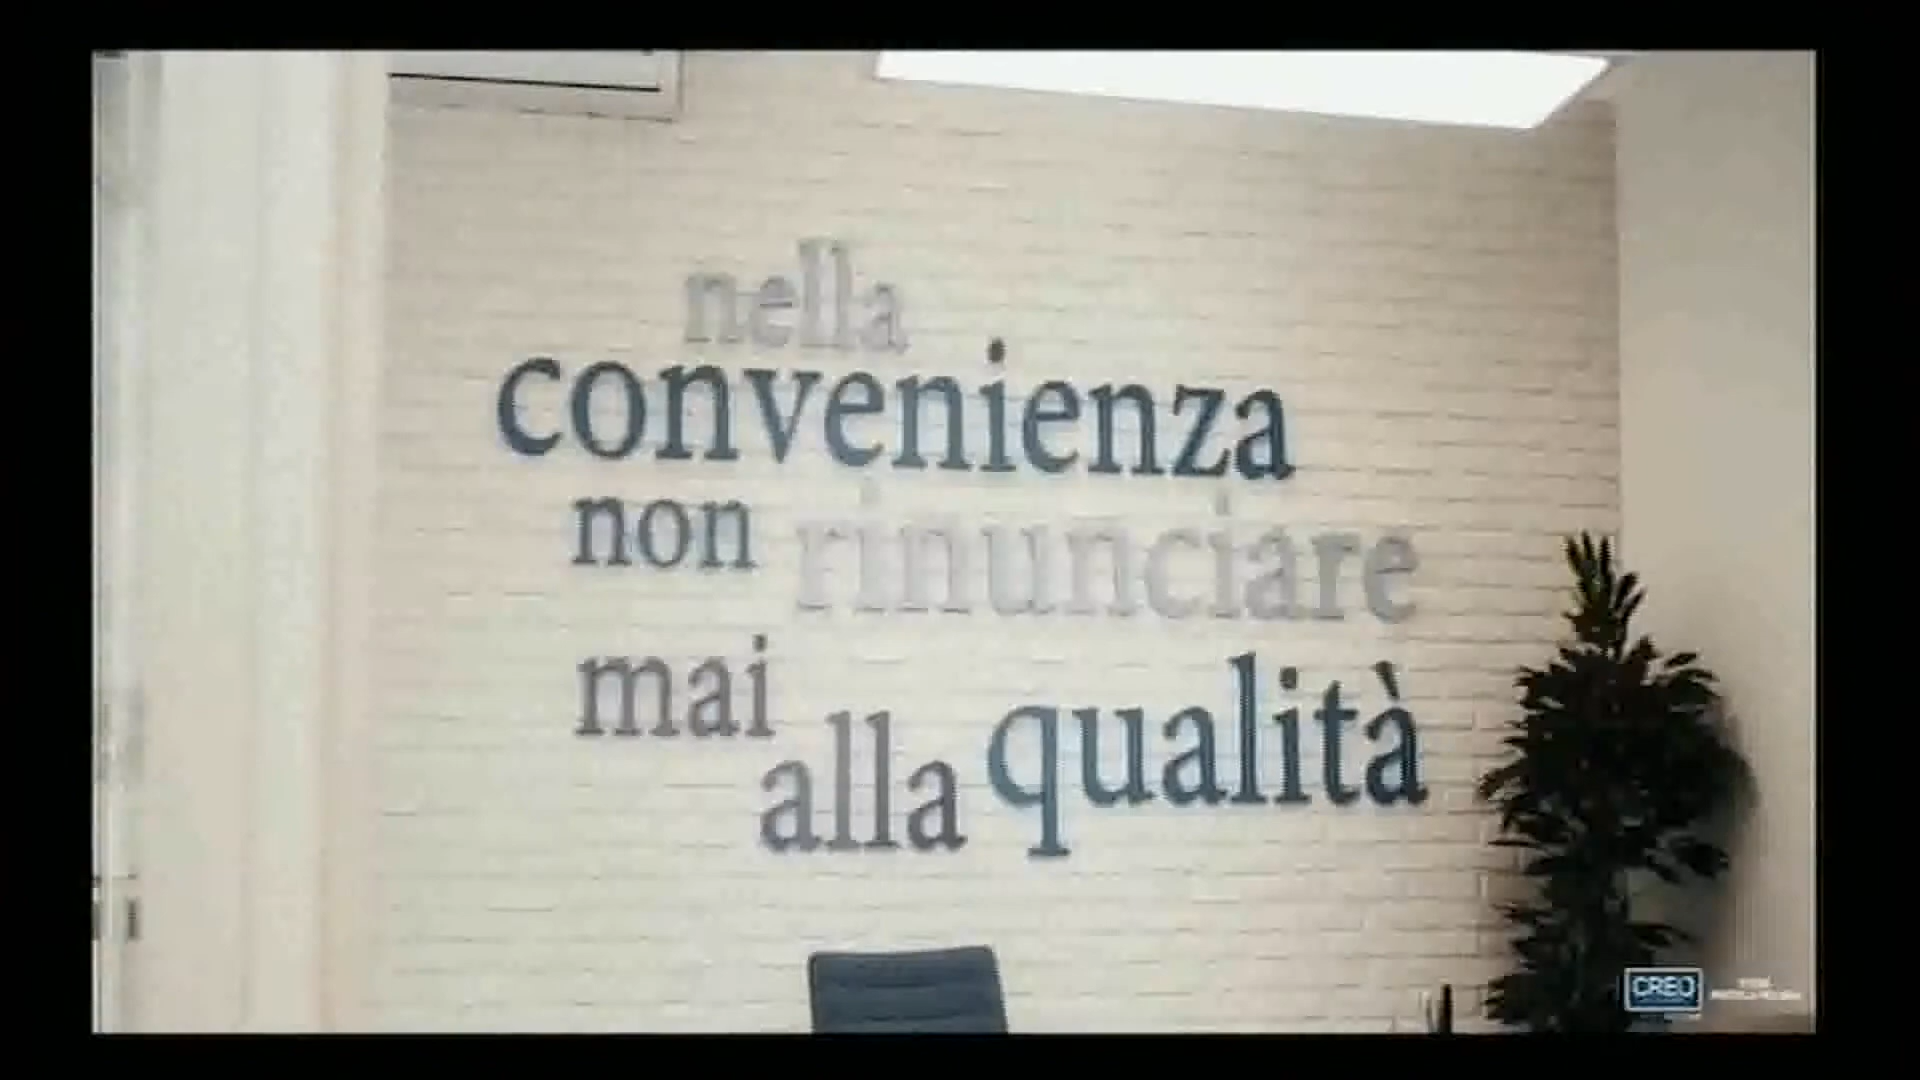 nella
convenienza
non rinunciare
mai
alla qualità
CREO